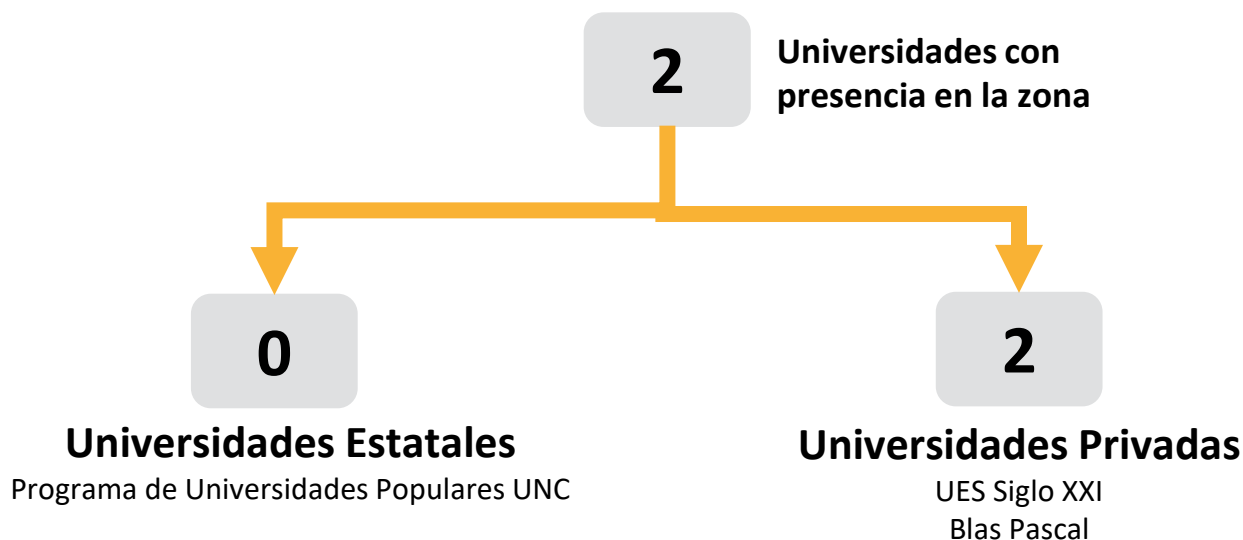 2
Universidades con
presencia en la zona
0
Universidades Estatales
Programa de Universidades Populares UNC
2
Universidades Privadas
UES Siglo XXI
Blas Pascal